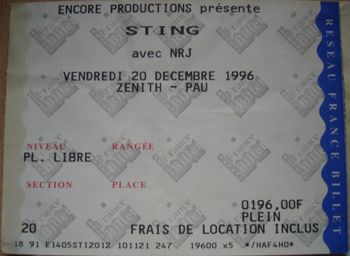 ENCORE PRODUCTIONS présente
STING
avec NRJ
VENDREDI 20 DECEMBRE 1996
ZENITH - PAU
NIVEAU RANGÉE
PL. LIBRE
SECTION PLACE
0196,00F
PLEIN
20 FRAIS DE LOCATION INCLUS
18 91 E1405STI2012 101121 247 19600 x5 */HAF4HO*
RESEAU FRANCE BILLET